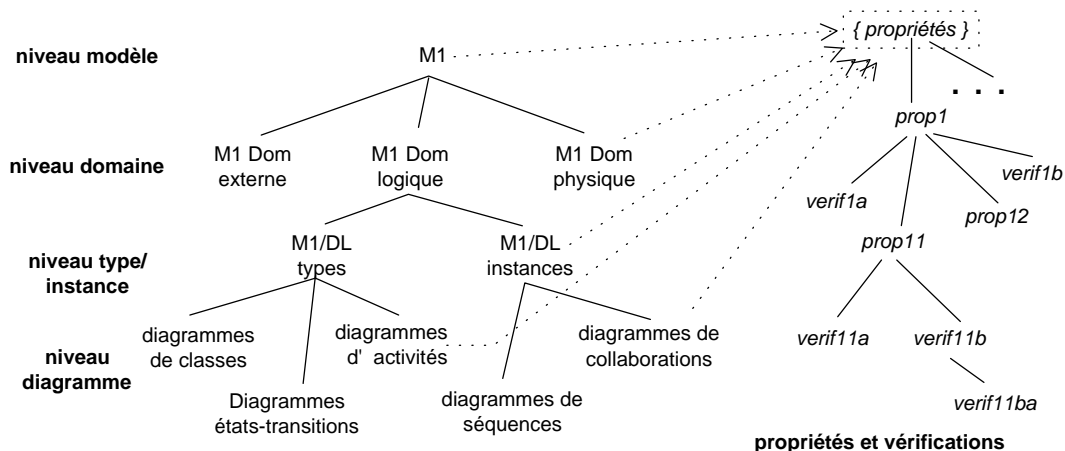 { propriétés }
niveau modèle
M1
. . .
prop1
niveau domaine
M1 Dom
externe
M1 Dom
logique
M1 Dom
physique
verif1b
verif1a
prop12
niveau type/
instance
M1/DL
types
M1/DL
instances
prop11
niveau
diagramme
diagrammes
de classes
diagrammes
d' activités
diagrammes de
collaborations
verif11a
verif11b
Diagrammes
états-transitions
diagrammes de
séquences
verif11ba
propriétés et vérifications